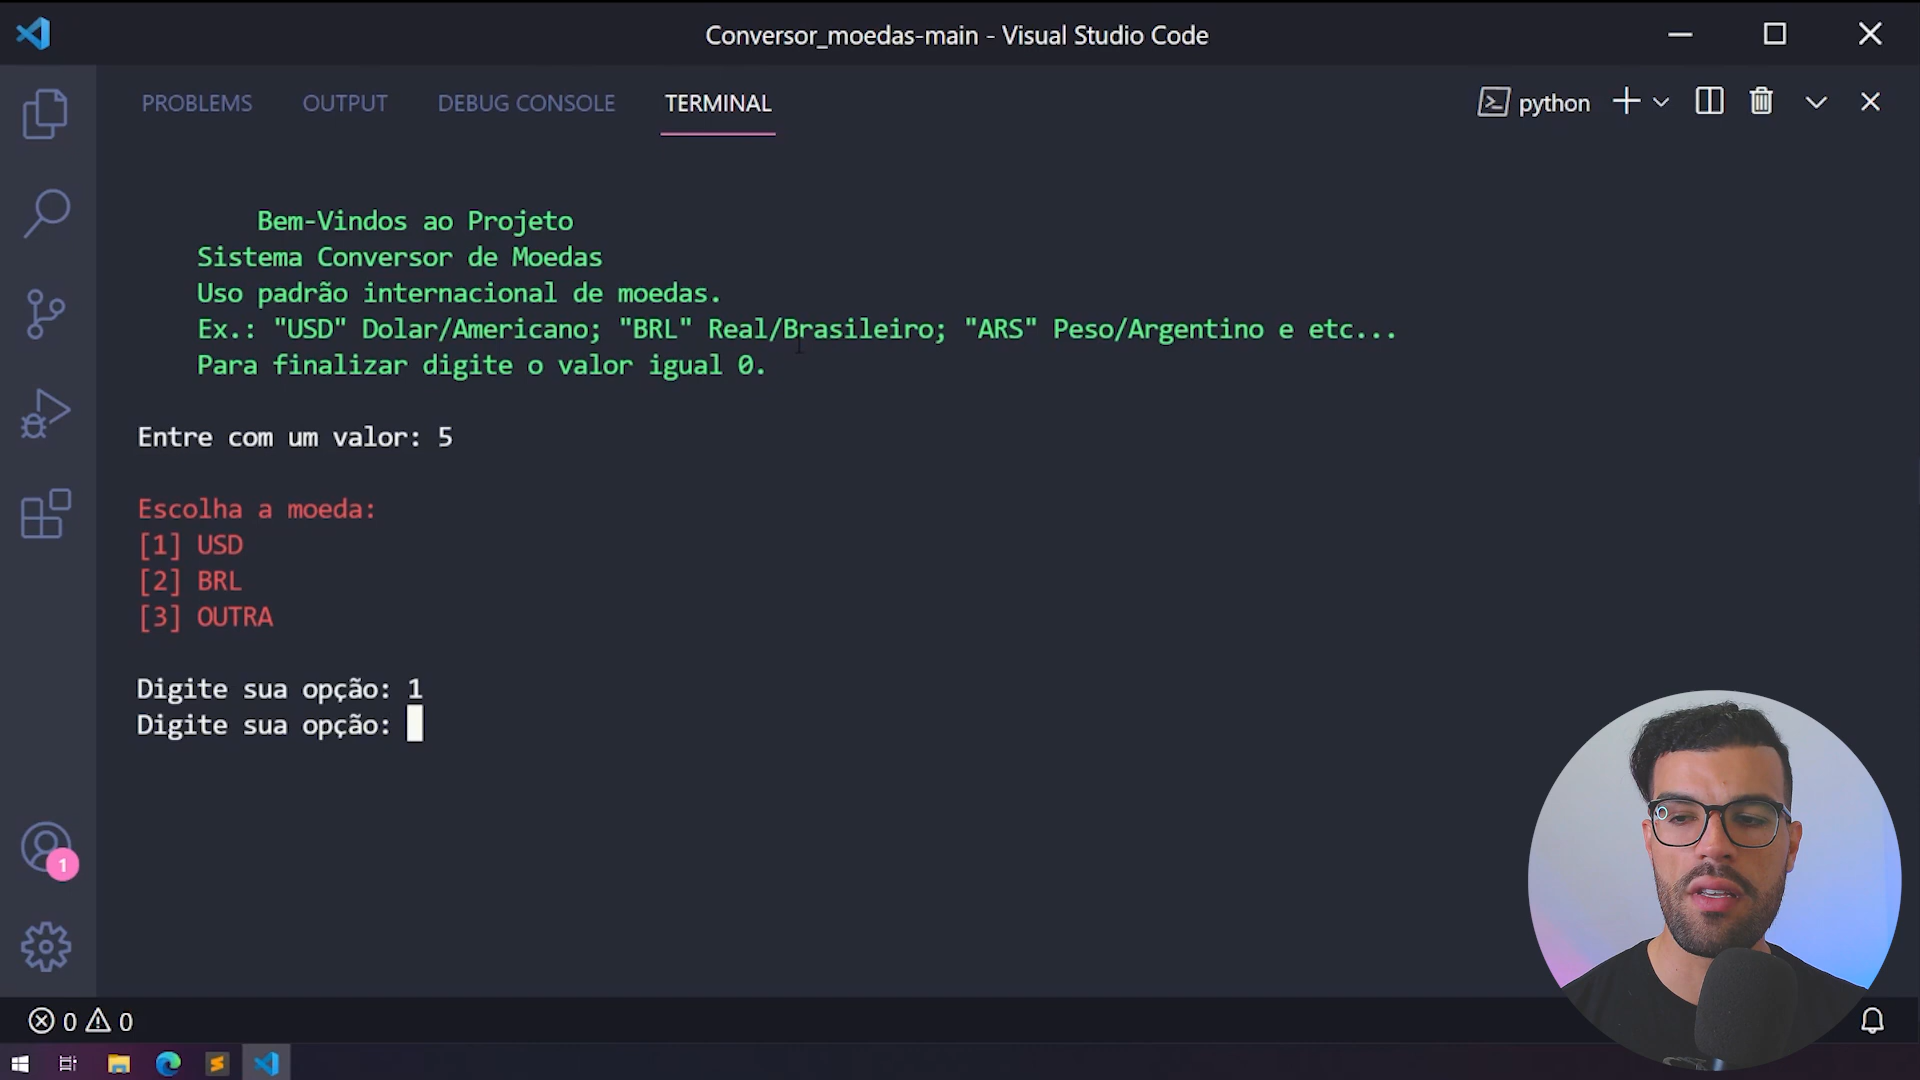 Conversor_moedas-main - Visual Studio Code
PROBLEMS OUTPUT DEBUG CONSOLE TERMINAL python
Bem-Vindos ao Projeto
Sistema Conversor de Moedas
Uso padrão internacional de moedas.
Ex.: "USD" Dolar/Americano; "BRL" Real/Brasileiro; "ARS" Peso/Argentino e etc...
Para finalizar digite o valor igual 0.
Entre com um valor: 5
Escolha a moeda:
[1] USD
[2] BRL
[3] OUTRA
Digite sua opção: 1
Digite sua opção:
1
0 0